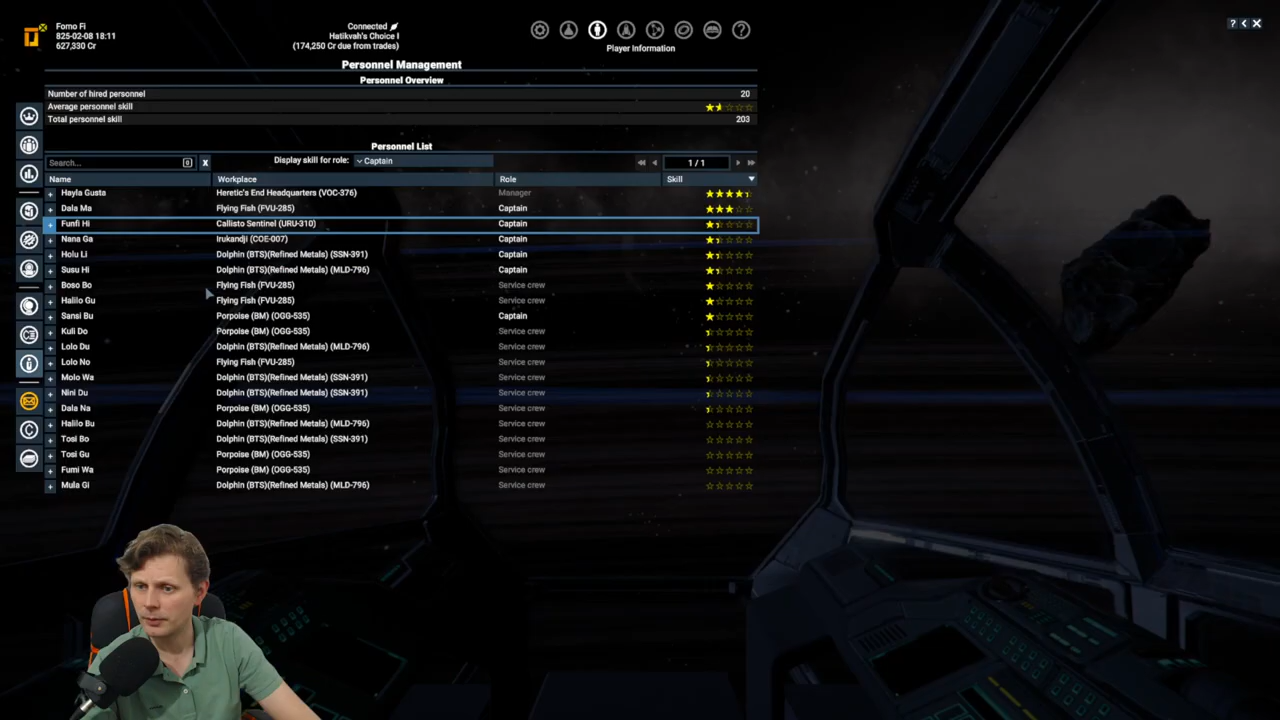 Forno Fi
825-02-08 18:11
627,330 Cr
Connected
Hatikvah's Choice I
(174,250 Cr due from trades)
Player Information
? < X
Personnel Management
Personnel Overview
Number of hired personnel 20
Average personnel skill
Total personnel skill 203
Personnel List
Search... x Display skill for role: Captain 1 / 1
Name Workplace Role Skill
+ Hayla Gusta Heretic's End Headquarters (VOC-376) Manager
+ Dala Ma Flying Fish (FVU-285) Captain
+ Funfi Hi Callisto Sentinel (URU-310) Captain
+ Nana Ga Irukandji (COE-007) Captain
+ Holu Li Dolphin (BTS)(Refined Metals) (SSN-391) Captain
+ Susu Hi Dolphin (BTS)(Refined Metals) (MLD-796) Captain
+ Boso Bo Flying Fish (FVU-285) Service crew
+ Halilo Gu Flying Fish (FVU-285) Service crew
+ Sansi Bu Porpoise (BM) (OGG-535) Captain
+ Kuli Do Porpoise (BM) (OGG-535) Service crew
+ Lolo Du Dolphin (BTS)(Refined Metals) (MLD-796) Service crew
+ Lolo No Flying Fish (FVU-285) Service crew
+ Molo Wa Dolphin (BTS)(Refined Metals) (SSN-391) Service crew
+ Nini Du Dolphin (BTS)(Refined Metals) (SSN-391) Service crew
+ Dala Na Porpoise (BM) (OGG-535) Service crew
+ Halilo Bu Dolphin (BTS)(Refined Metals) (MLD-796) Service crew
+ Tosi Bo Dolphin (BTS)(Refined Metals) (SSN-391) Service crew
+ Tosi Gu Porpoise (BM) (OGG-535) Service crew
+ Fumi Wa Porpoise (BM) (OGG-535) Service crew
+ Mula Gi Dolphin (BTS)(Refined Metals) (MLD-796) Service crew